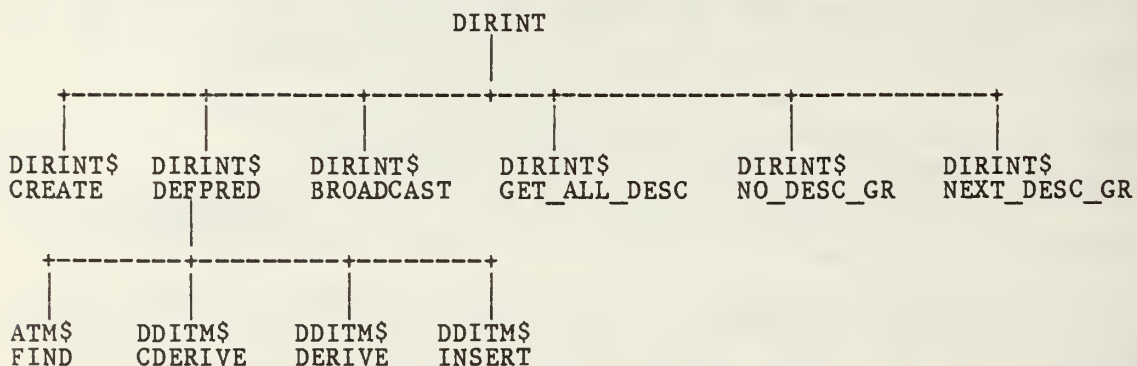 DIRINT
DIRINT$ DIRINT$ DIRINT$ DIRINT$ DIRINT$ DIRINT$
CREATE DEFPRED BROADCAST GET_ALL_DESC NO_DESC_GR NEXT_DESC_GR
ATM$ DDITM$ DDITM$ DDITM$
FIND CDERIVE DERIVE INSERT